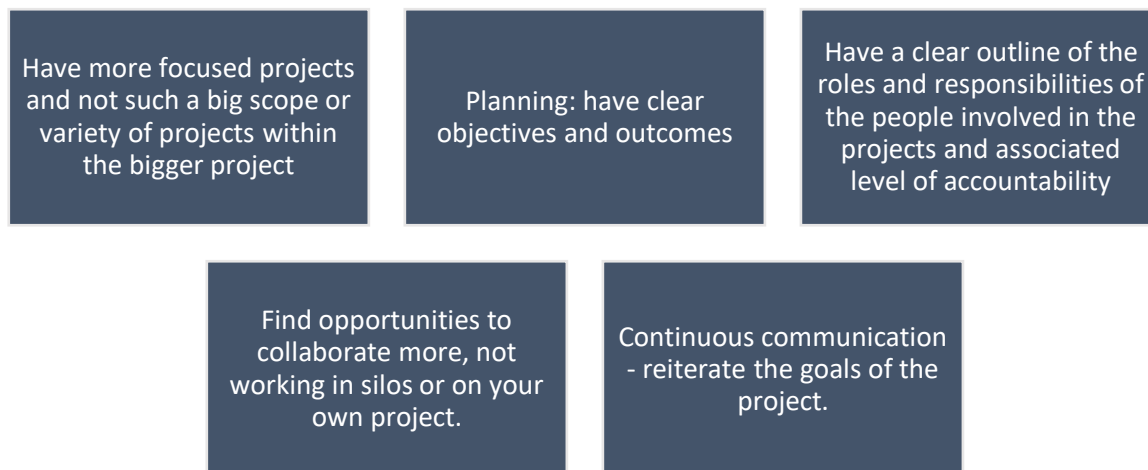 Have more focused projects
and not such a big scope or
variety of projects within
the bigger project
Planning: have clear
objectives and outcomes
Have a clear outline of the
roles and responsibilities of
the people involved in the
projects and associated
level of accountability
Find opportunities to
collaborate more, not
working in silos or on your
own project.
Continuous communication
- reiterate the goals of the
project.